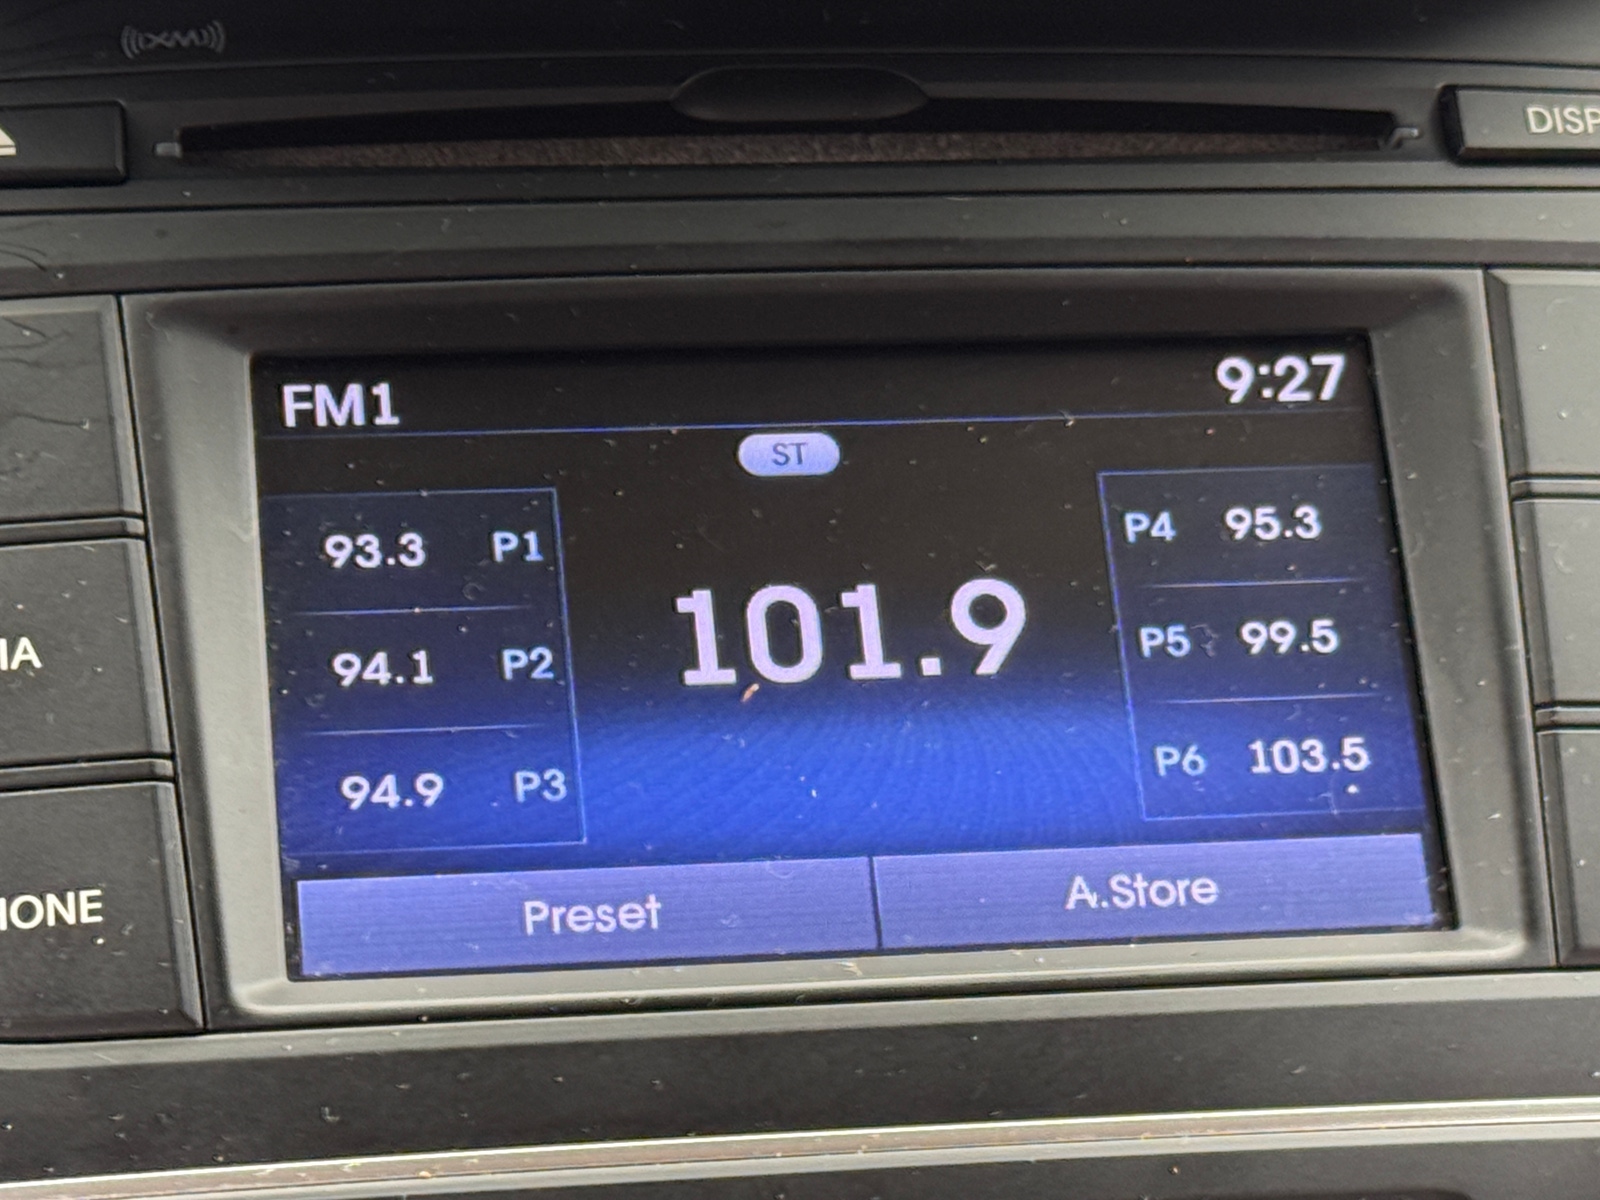 ((XM))
DISP
FM1 9:27
ST
93.3 P1
94.1 P2
94.9 P3
101.9
P4 95.3
P5 99.5
P6 103.5
IA
HONE
Preset A.Store